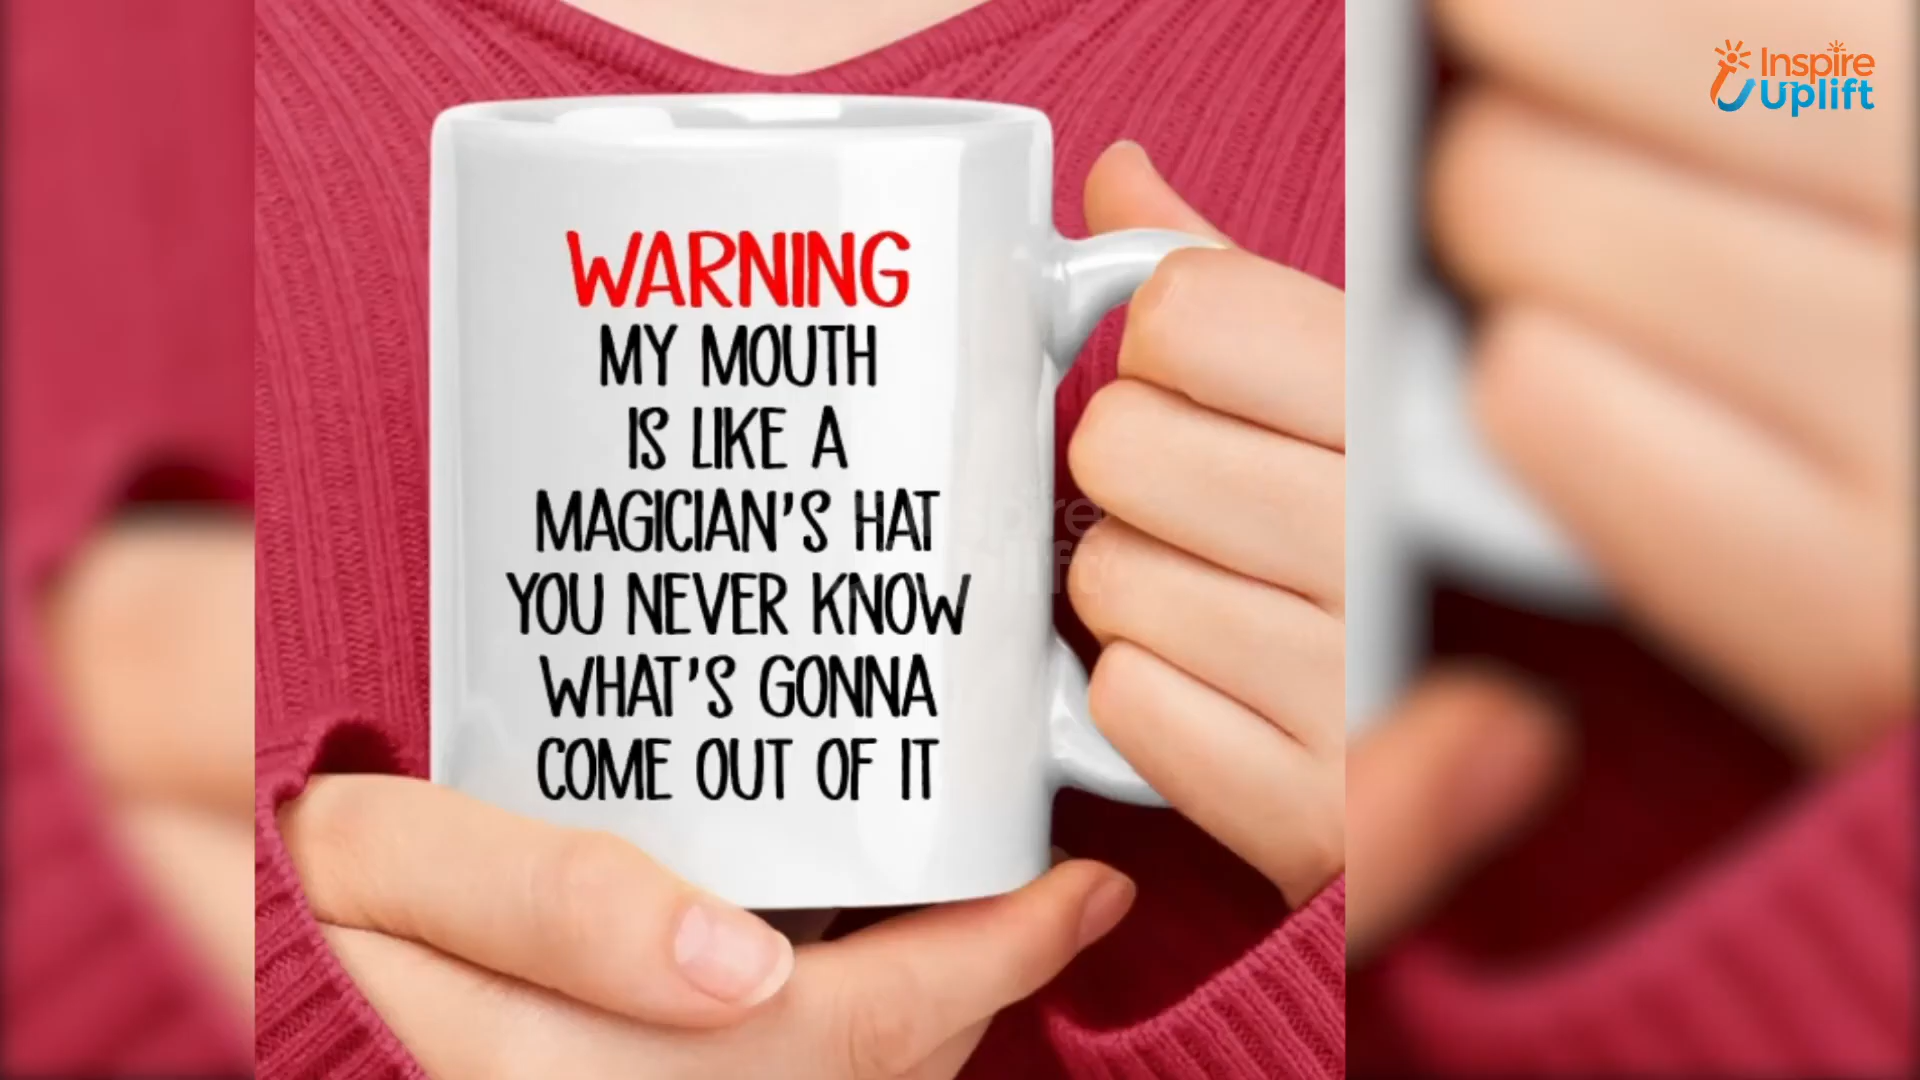 Inspire
Uplift
WARNING
MY MOUTH
IS LIKE A
MAGICIAN'S HAT
YOU NEVER KNOW
WHAT'S GONNA
COME OUT OF IT